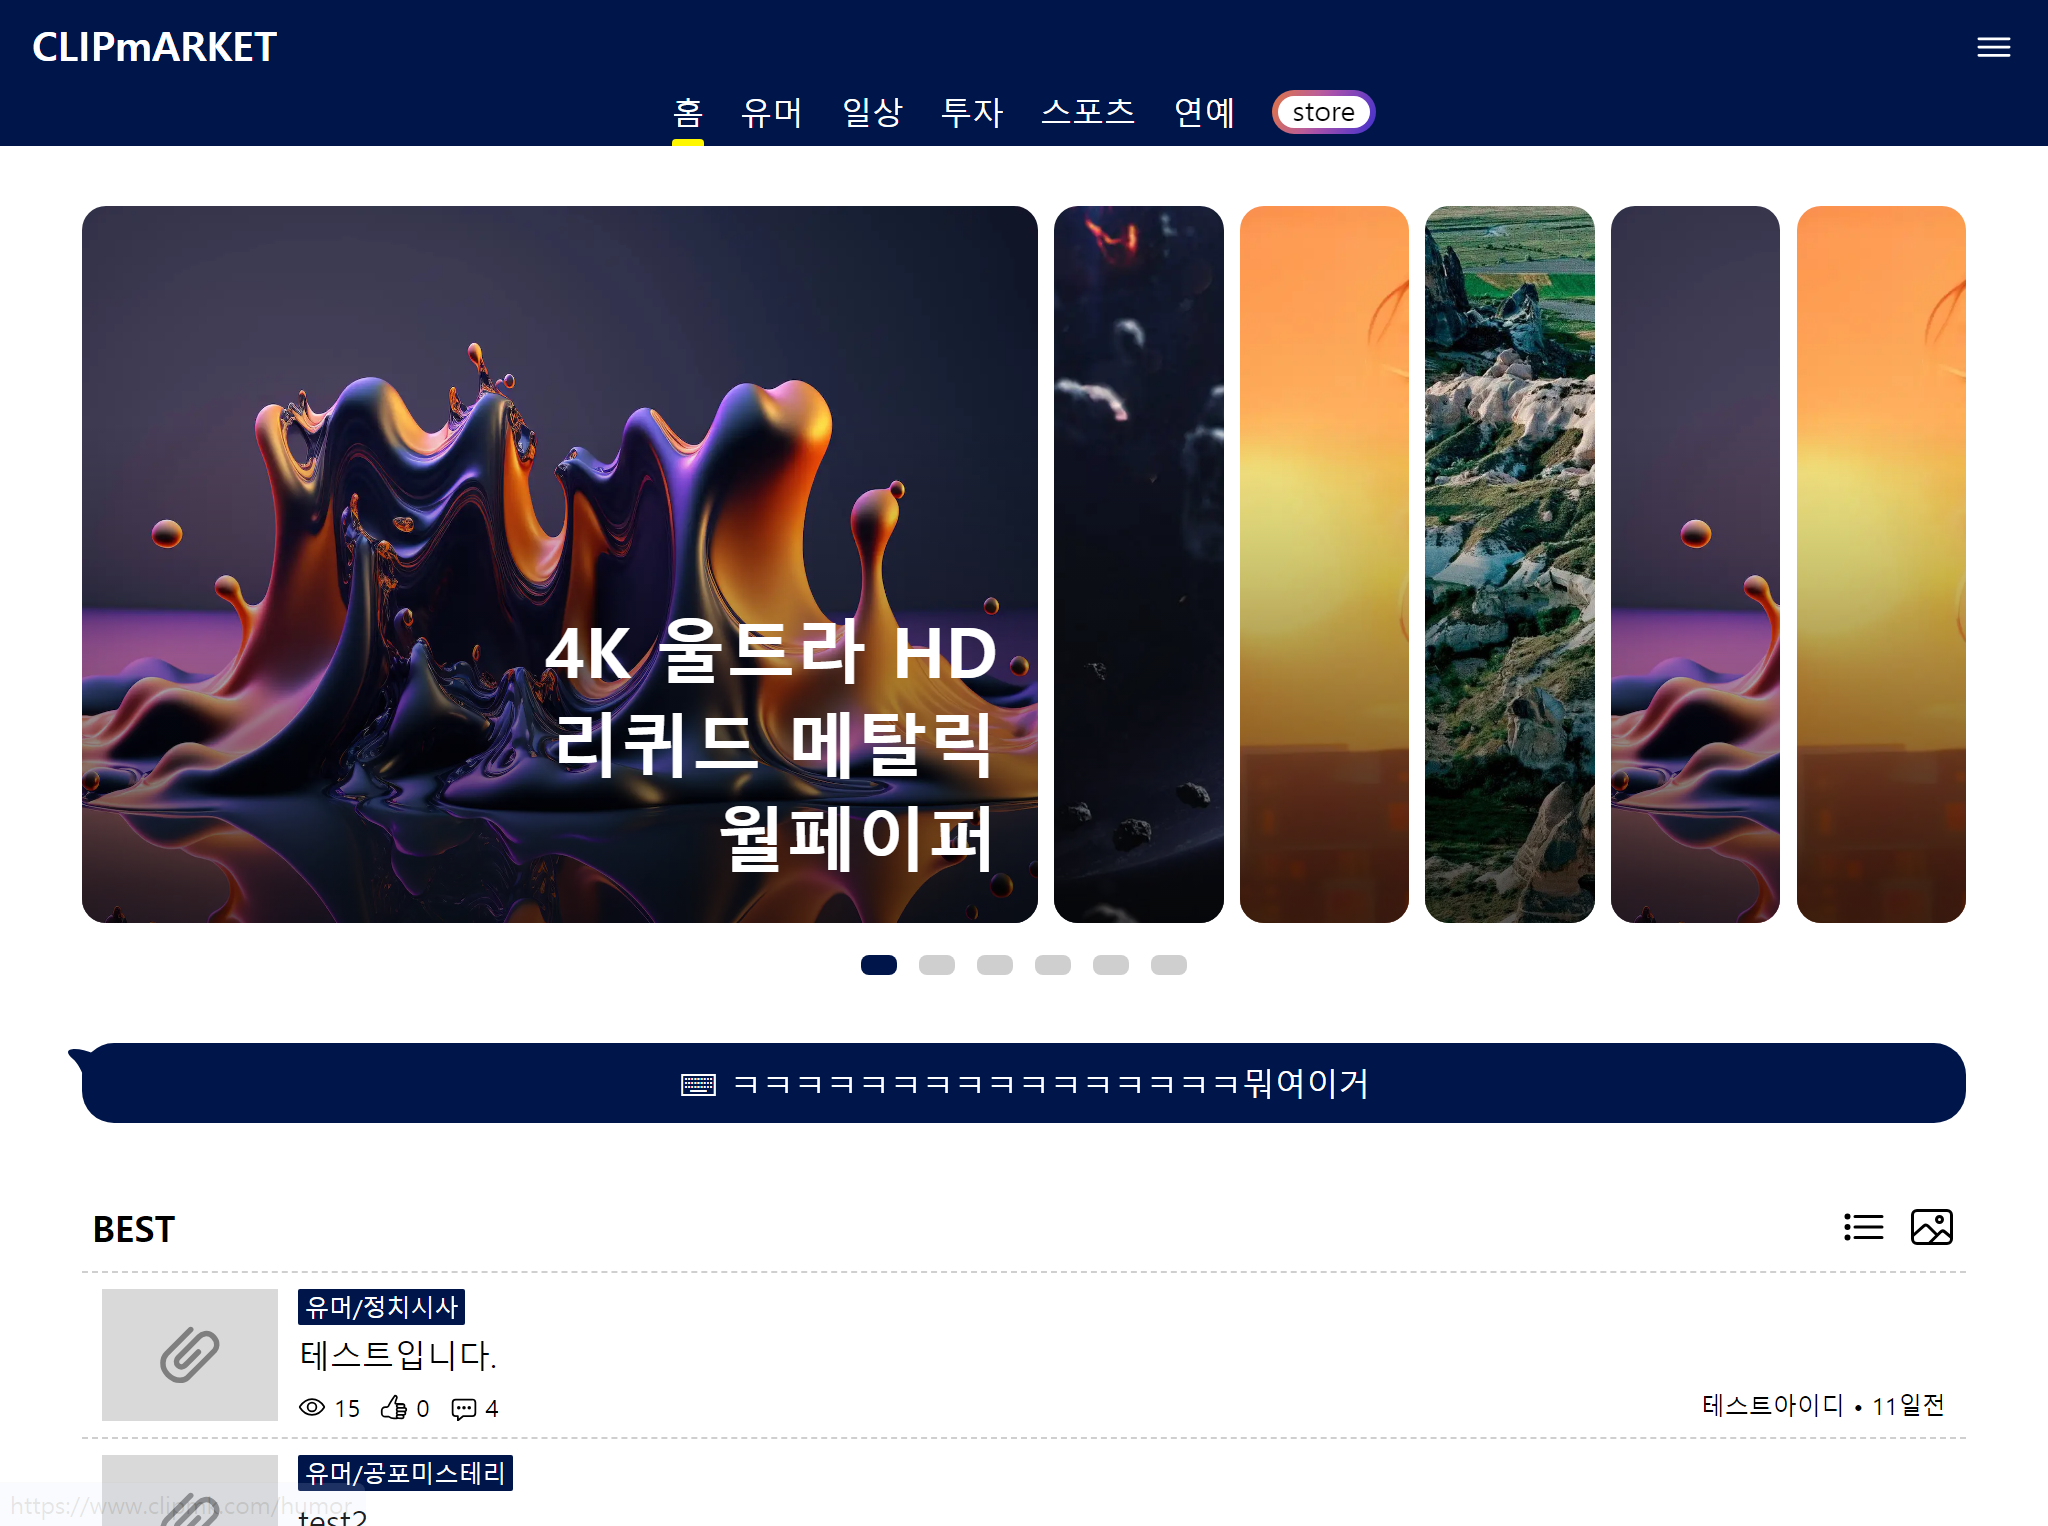 CLIPmARKET
홈 유머 일상 투자 스포츠 연예 store
4K 울트라 HD
리퀴드 메탈릭
월페이퍼
ㅋㅋㅋㅋㅋㅋㅋㅋㅋㅋㅋㅋㅋㅋㅋㅋ뭐여이거
BEST
유머/정치시사
테스트입니다.
15 0 4
테스트아이디 • 11일전
유머/공포미스테리
test2
https://www.clipmk.com/humor